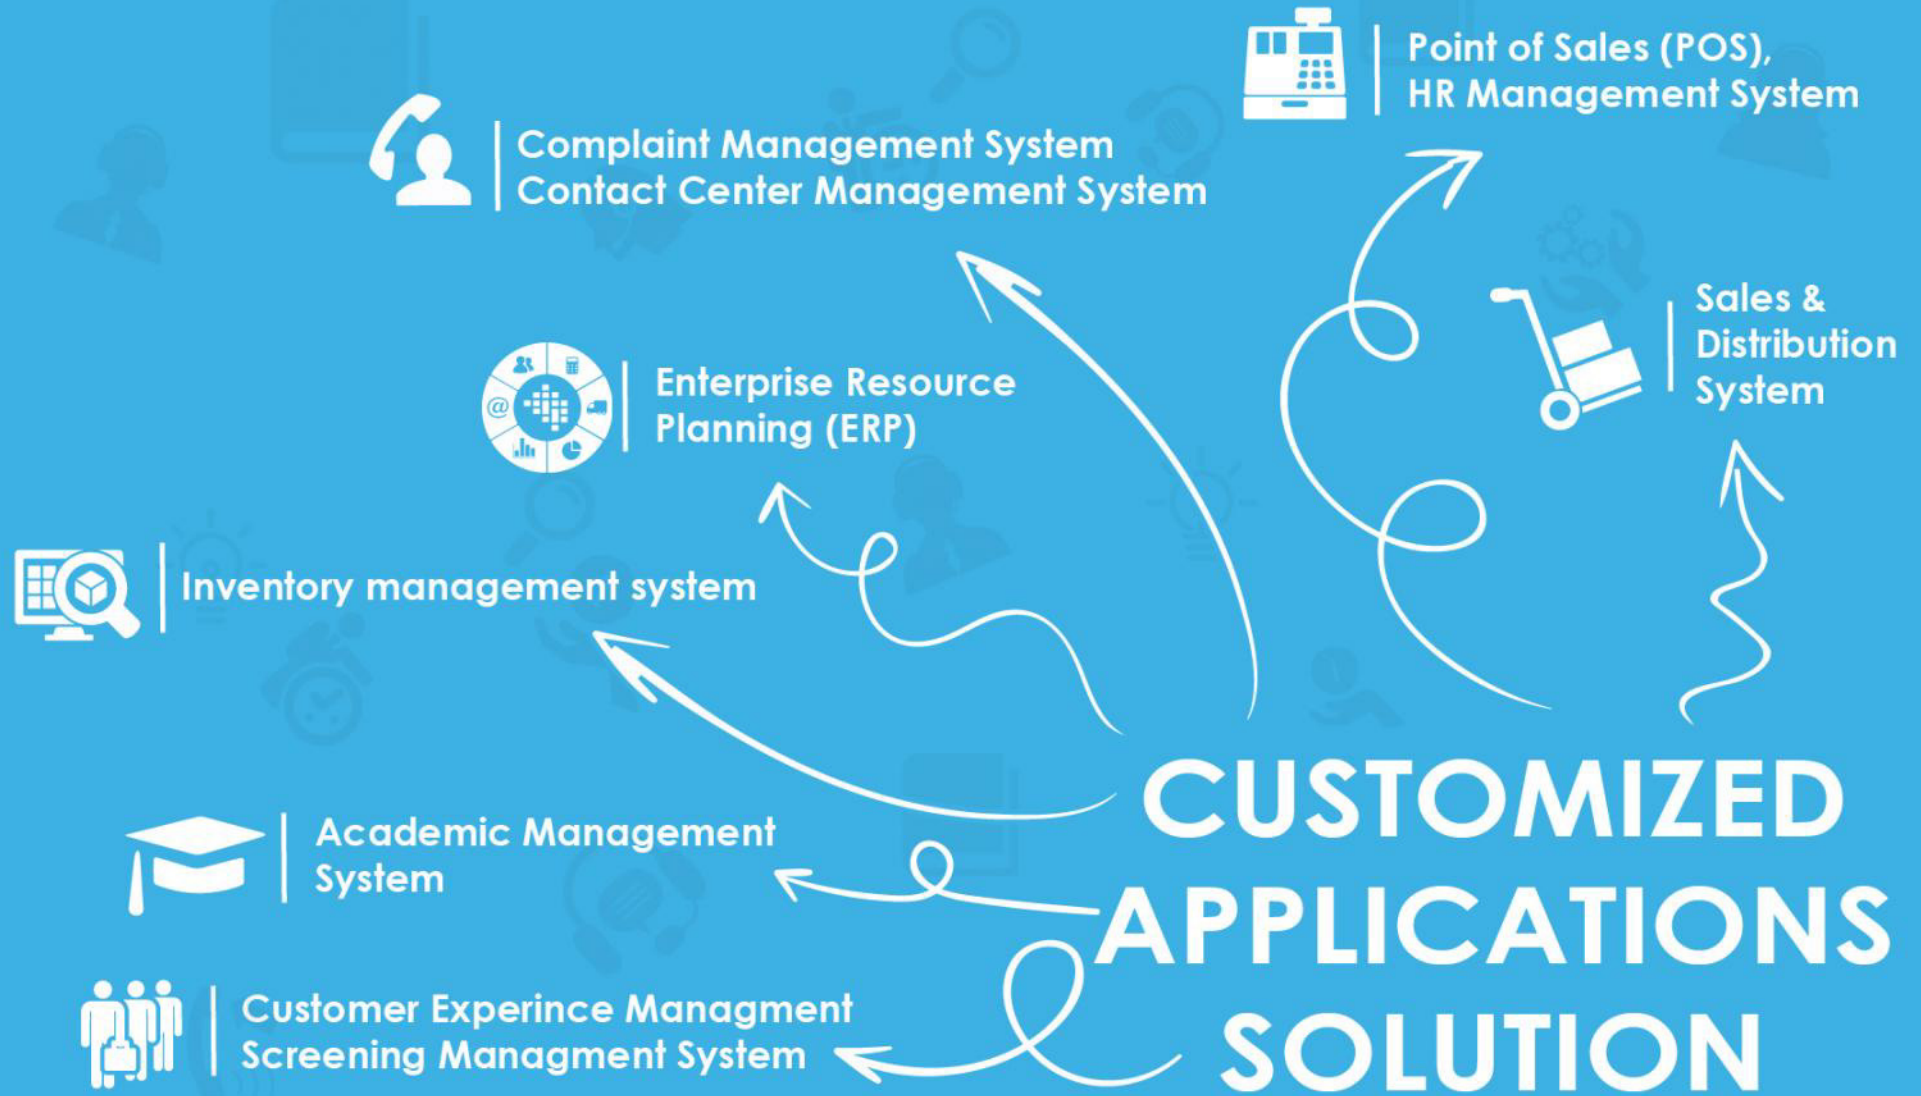 Point of Sales (POS),
HR Management System
Complaint Management System
Contact Center Management System
Sales &
Distribution
System
Enterprise Resource
Planning (ERP)
@
Inventory management system
Academic Management
System
Customer Experince Managment
Screening Managment System
CUSTOMIZED
APPLICATIONS
SOLUTION